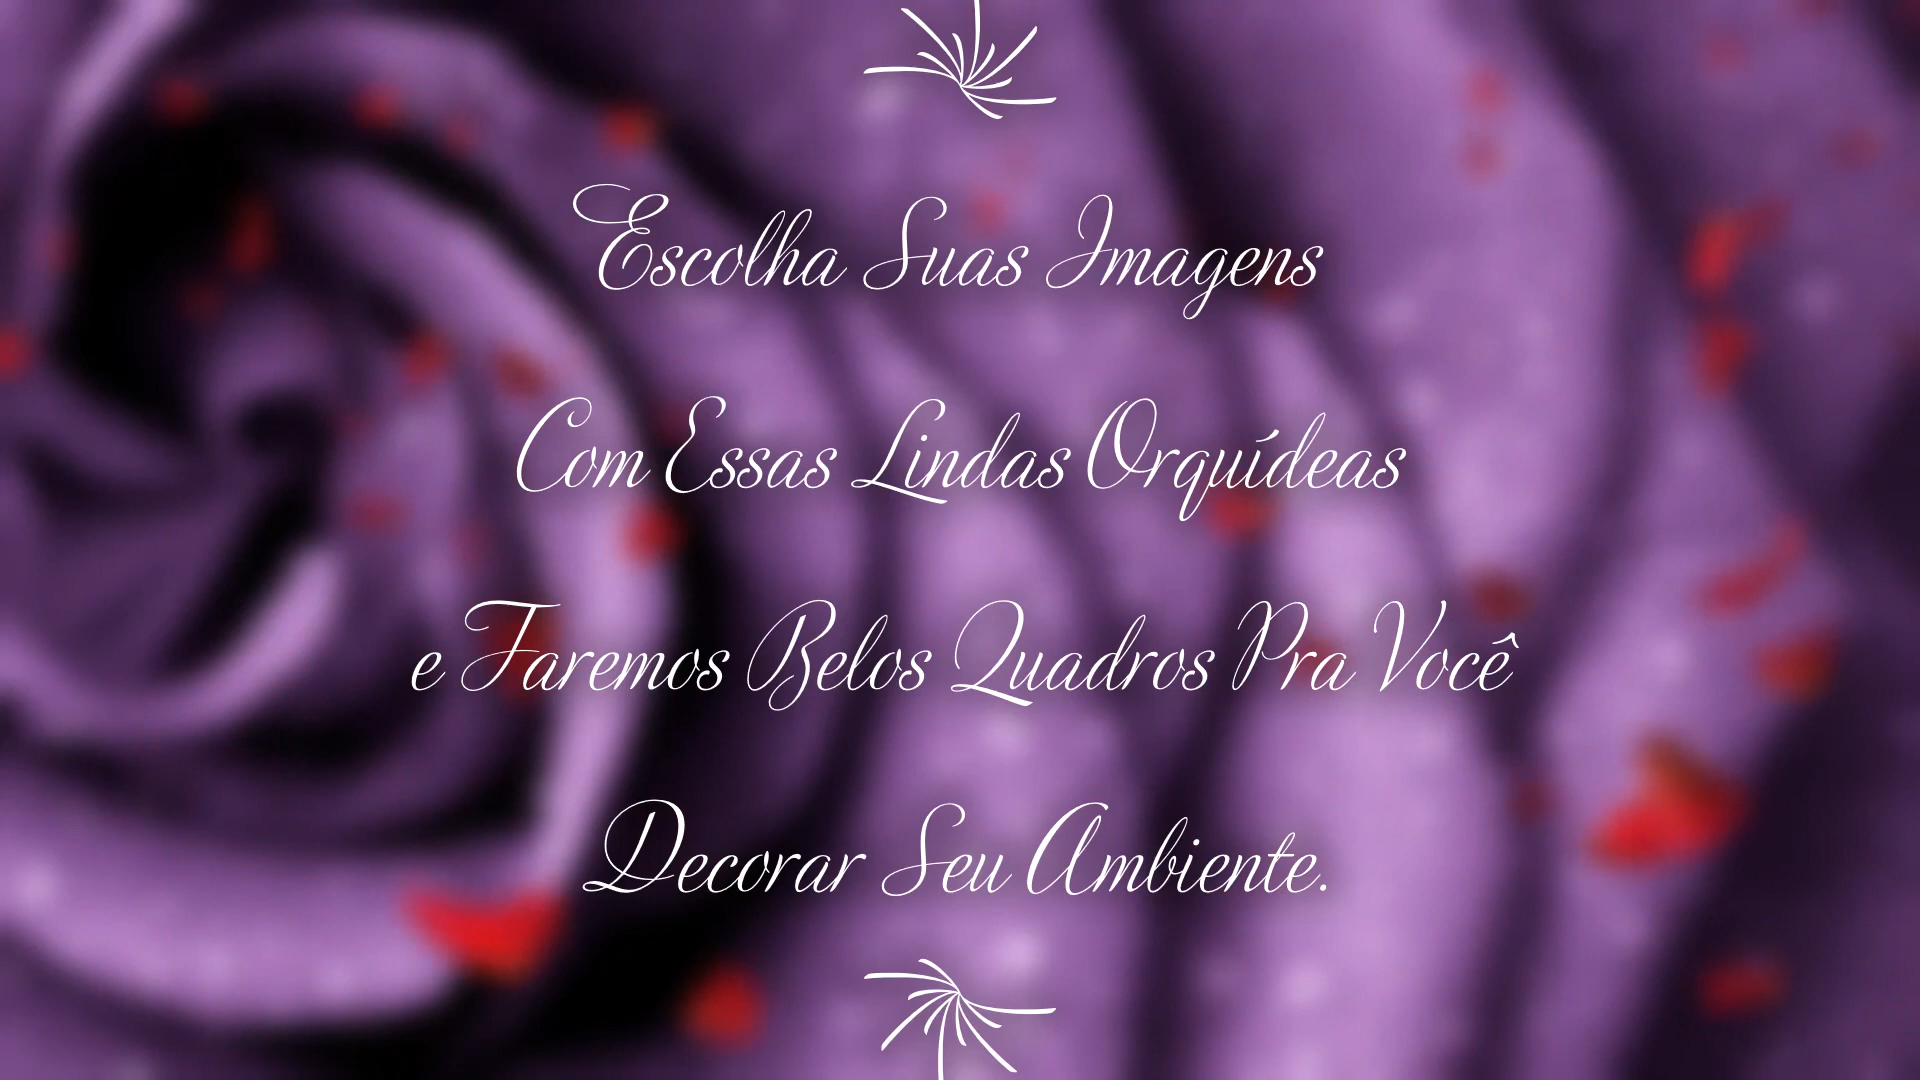 Escolha Suas Imagens
Com Essas Lindas Orquídeas
e Faremos Belos Quadros Pra Você
Decorar Seu Ambiente.